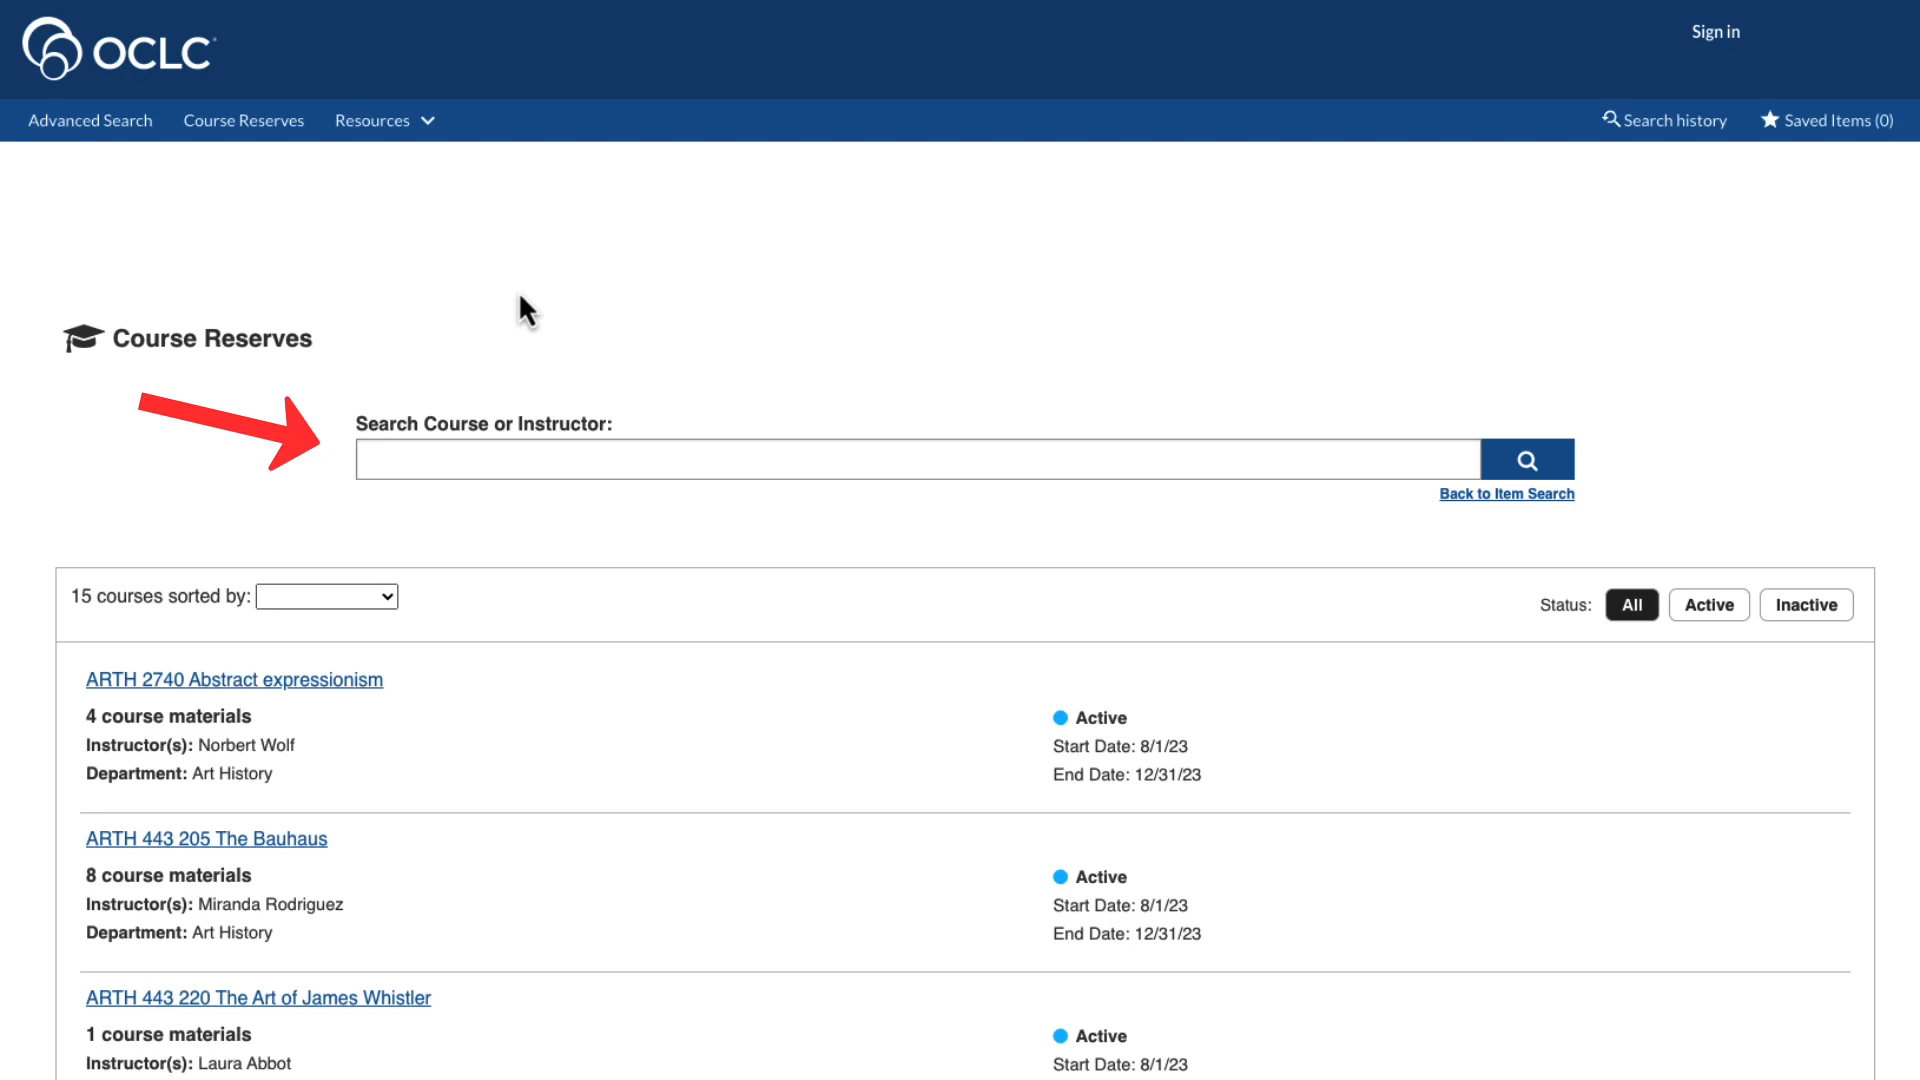 OCLC
Sign in
Advanced Search Course Reserves Resources Search history Saved Items (0)
Course Reserves
Search Course or Instructor:
Back to Item Search
15 courses sorted by: Status: All Active Inactive
ARTH 2740 Abstract expressionism
4 course materials Active
Instructor(s): Norbert Wolf Start Date: 8/1/23
Department: Art History End Date: 12/31/23
ARTH 443 205 The Bauhaus
8 course materials Active
Instructor(s): Miranda Rodriguez Start Date: 8/1/23
Department: Art History End Date: 12/31/23
ARTH 443 220 The Art of James Whistler
1 course materials Active
Instructor(s): Laura Abbot Start Date: 8/1/23